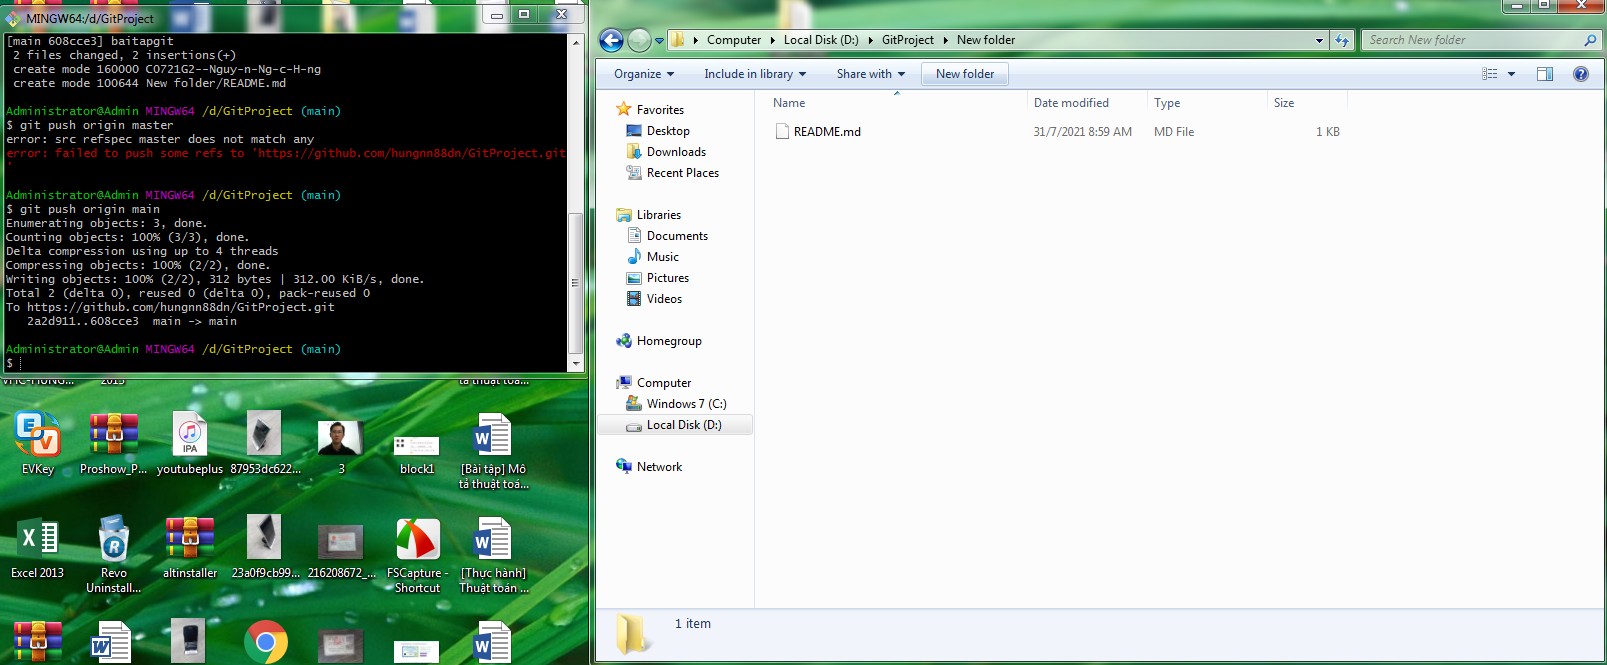 MINGW64:/d/GitProject
[main 608cce3] baitapgit
2 files changed, 2 insertions(+)
create mode 160000 C0721G2--Nguy-n-Ng-c-H-ng
create mode 100644 New folder/README.md
Administrator@Admin MINGW64 /d/GitProject (main)
$ git push origin master
error: src refspec master does not match any
error: failed to push some refs to 'https://github.com/hungnn88dn/GitProject.git
'
Administrator@Admin MINGW64 /d/GitProject (main)
$ git push origin main
Enumerating objects: 3, done.
Counting objects: 100% (3/3), done.
Delta compression using up to 4 threads
Compressing objects: 100% (2/2), done.
Writing objects: 100% (2/2), 312 bytes | 312.00 KiB/s, done.
Total 2 (delta 0), reused 0 (delta 0), pack-reused 0
To https://github.com/hungnn88dn/GitProject.git
2a2d911..608cce3  main -> main
Administrator@Admin MINGW64 /d/GitProject (main)
$
2013
tả thuật toá...
EVKey
Proshow_P...
IPA
youtubeplus
87953dc622...
3
block1
[Bài tập] Mô
tả thuật toá...
Excel 2013
Revo
Uninstall...
altinstaller
23a0f9cb99...
216208672_...
FSCapture -
Shortcut
[Thực hành]
Thuật toán ...
Computer
Local Disk (D:)
GitProject
New folder
Search New folder
Organize
Include in library
Share with
New folder
Favorites
Desktop
Downloads
Recent Places
Libraries
Documents
Music
Pictures
Videos
Homegroup
Computer
Windows 7 (C:)
Local Disk (D:)
Network
Name
Date modified
Type
Size
README.md
31/7/2021 8:59 AM
MD File
1 KB
1 item